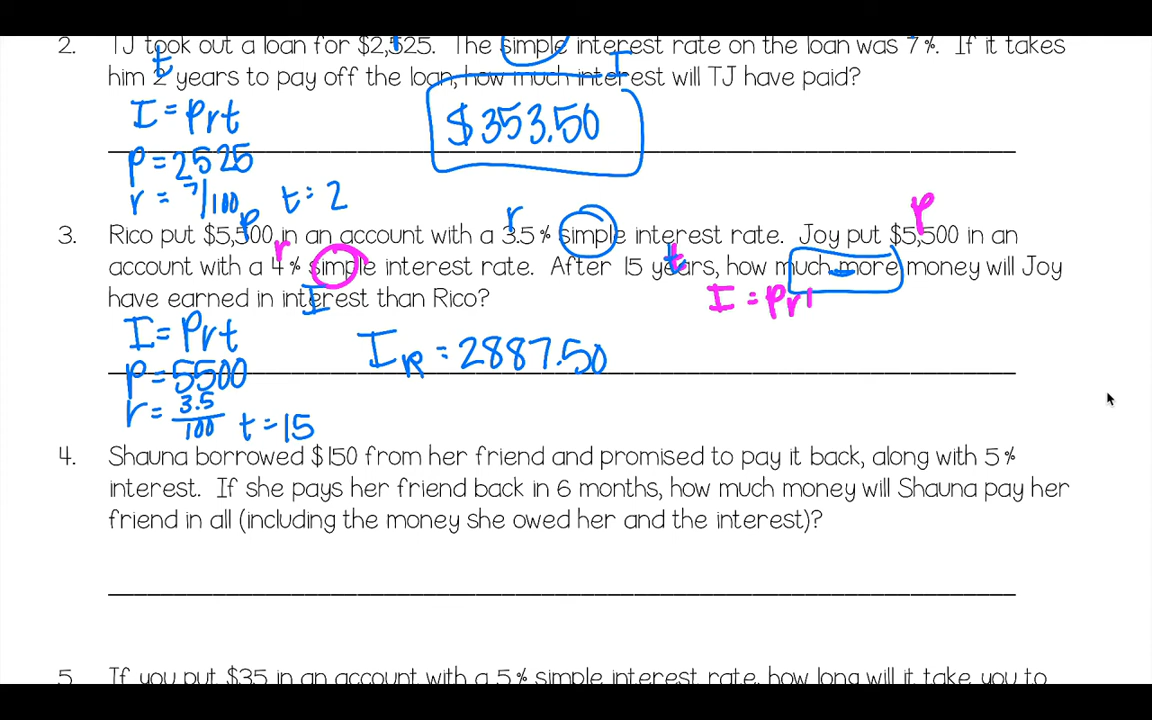 2. TJ took out a loan for $2,525. The simple interest rate on the loan was 7%. If it takes
t I
him 2 years to pay off the loan, how much interest will TJ have paid?
I = Prt
$353.50
P = 2525
r = 7/100 t = 2
P r P
3. Rico put $5,500 in an account with a 3.5% simple interest rate. Joy put $5,500 in an
r t
account with a 4% simple interest rate. After 15 years, how much more money will Joy
-
have earned in interest than Rico?
I I = Pr
I = Prt
I_R = 2887.50
P = 5500
r = 3.5/100 t = 15
4. Shauna borrowed $150 from her friend and promised to pay it back, along with 5%
interest. If she pays her friend back in 6 months, how much money will Shauna pay her
friend in all (including the money she owed her and the interest)?
5. If you put $35 in an account with a 5% simple interest rate, how long will it take you to